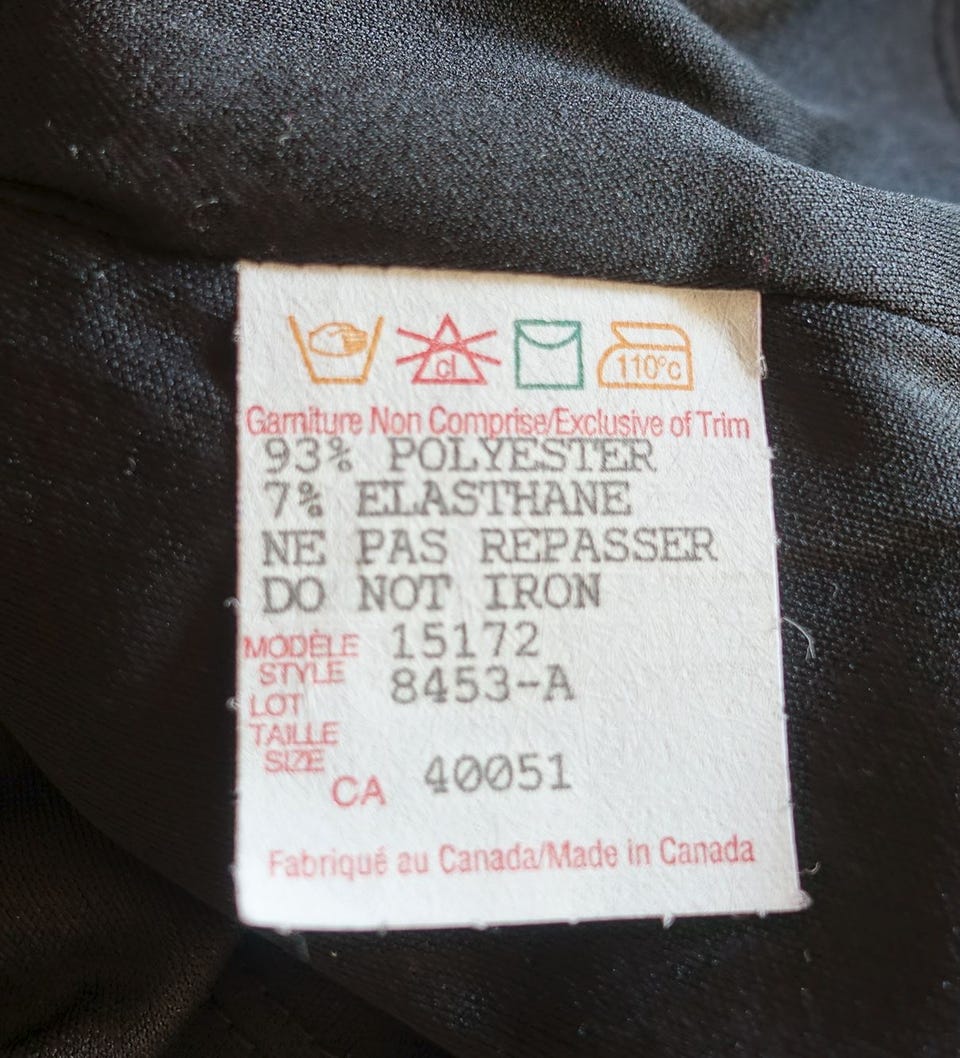 cl 110°c
Garniture Non Comprise/Exclusive of Trim
93% POLYESTER
7% ELASTHANE
NE PAS REPASSER
DO NOT IRON
MODÈLE 15172
STYLE 8453-A
LOT
TAILLE
SIZE
CA 40051
Fabriqué au Canada/Made in Canada